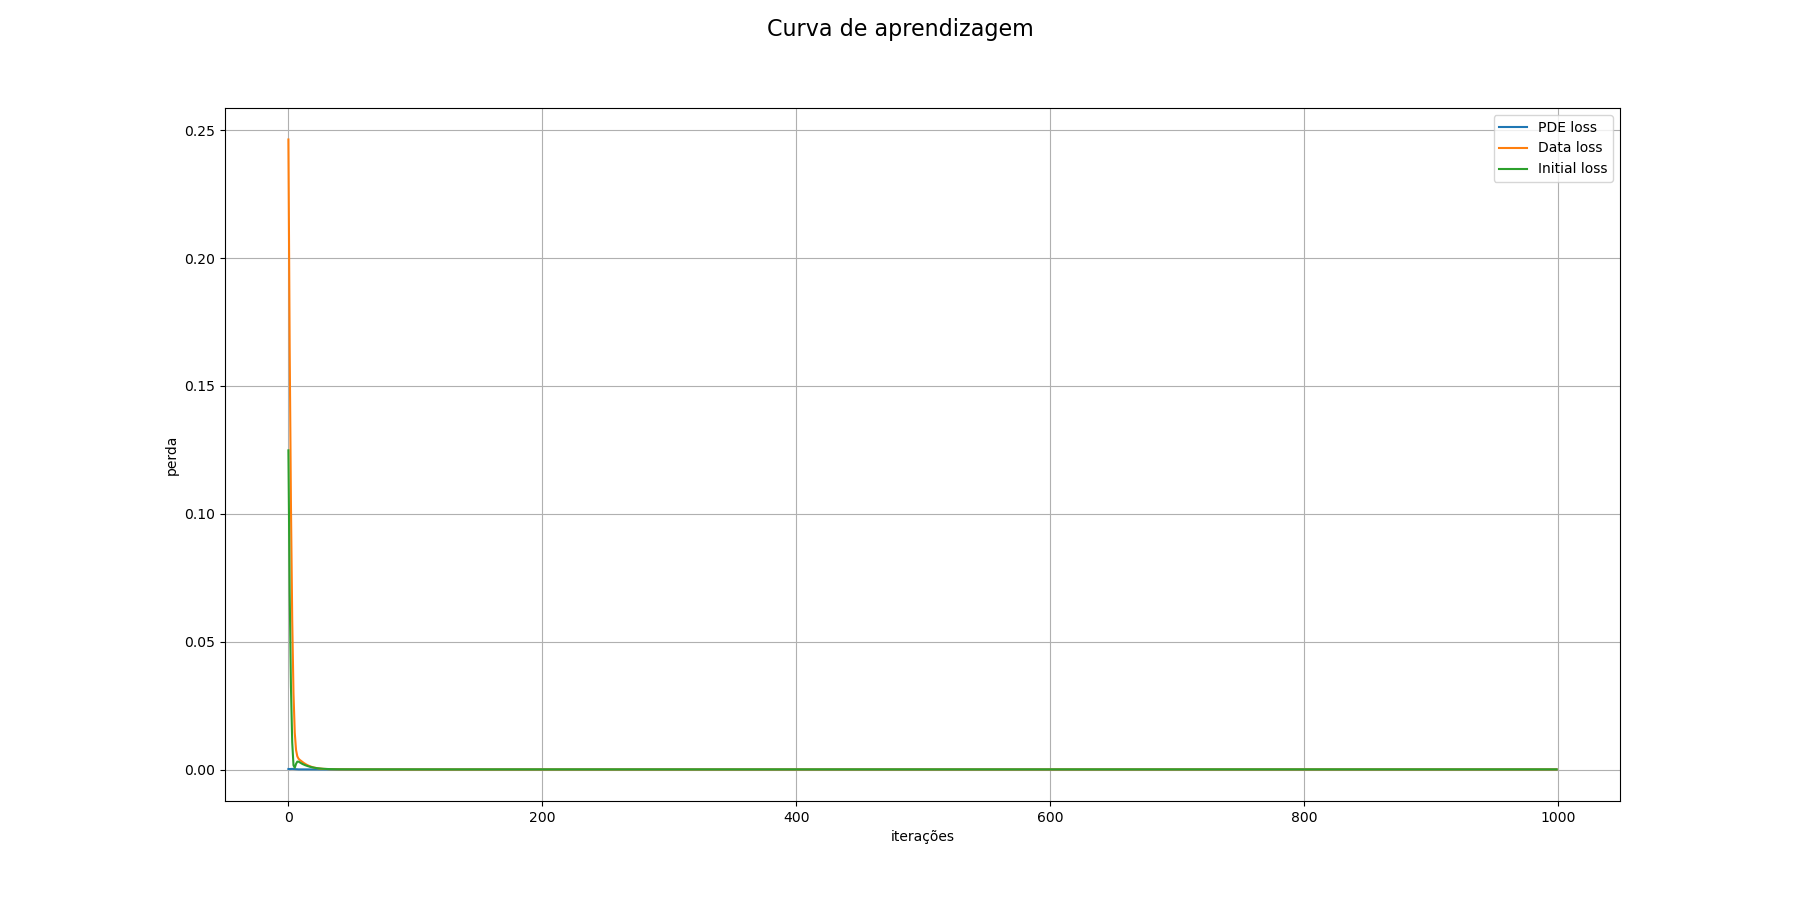 Curva de aprendizagem
0.25
0.20
0.15
0.10
0.05
0.00
perda
0 200 400 600 800 1000
iterações
PDE loss
Data loss
Initial loss